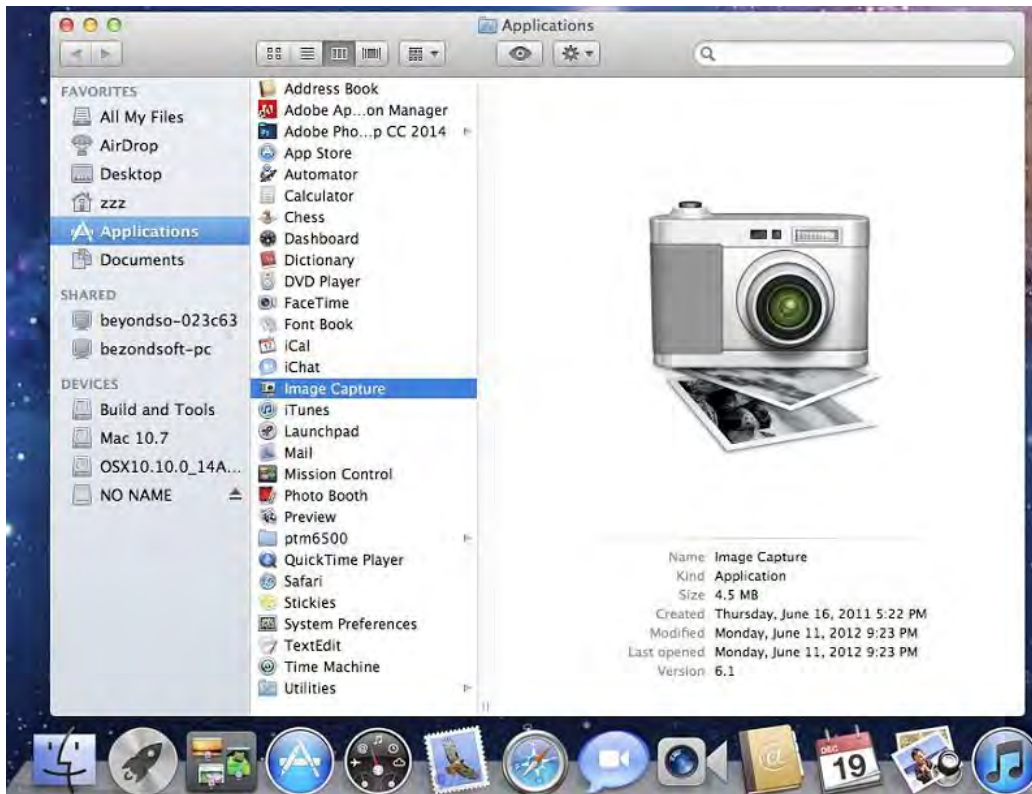 Applications
FAVORITES
All My Files
AirDrop
Desktop
zzz
Applications
Documents
SHARED
beyondso-023c63
bezondsoft-pc
DEVICES
Build and Tools
Mac 10.7
OSX10.10.0_14A...
NO NAME
Address Book
Adobe Ap...on Manager
Adobe Pho...p CC 2014
App Store
Automator
Calculator
Chess
Dashboard
Dictionary
DVD Player
FaceTime
Font Book
iCal
iChat
Image Capture
iTunes
Launchpad
Mail
Mission Control
Photo Booth
Preview
ptm6500
QuickTime Player
Safari
Stickies
System Preferences
TextEdit
Time Machine
Utilities
Name Image Capture
Kind Application
Size 4.5 MB
Created Thursday, June 16, 2011 5:22 PM
Modified Monday, June 11, 2012 9:23 PM
Last opened Monday, June 11, 2012 9:23 PM
Version 6.1
DEC
19